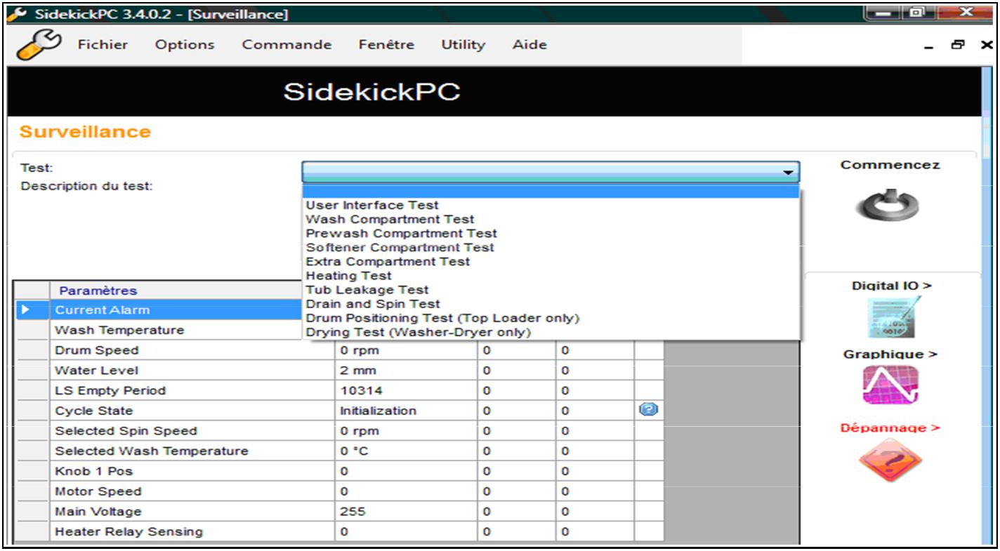 SidekickPC 3.4.0.2 - [Surveillance]
Fichier Options Commande Fenêtre Utility Aide
SidekickPC
Surveillance
Test:
Description du test:
User Interface Test
Wash Compartment Test
Prewash Compartment Test
Softener Compartment Test
Extra Compartment Test
Heating Test
Tub Leakage Test
Drain and Spin Test
Drum Positioning Test (Top Loader only)
Drying Test (Washer-Dryer only)
Commencez
Digital IO >
Graphique >
Dépannage >
Paramètres
Current Alarm
Wash Temperature
Drum Speed 0 rpm 0 0
Water Level 2 mm 0 0
LS Empty Period 10314 0 0
Cycle State Initialization 0 0
Selected Spin Speed 0 rpm 0 0
Selected Wash Temperature 0 °C 0 0
Knob 1 Pos 0 0 0
Motor Speed 0 0 0
Main Voltage 255 0 0
Heater Relay Sensing 0 0 0